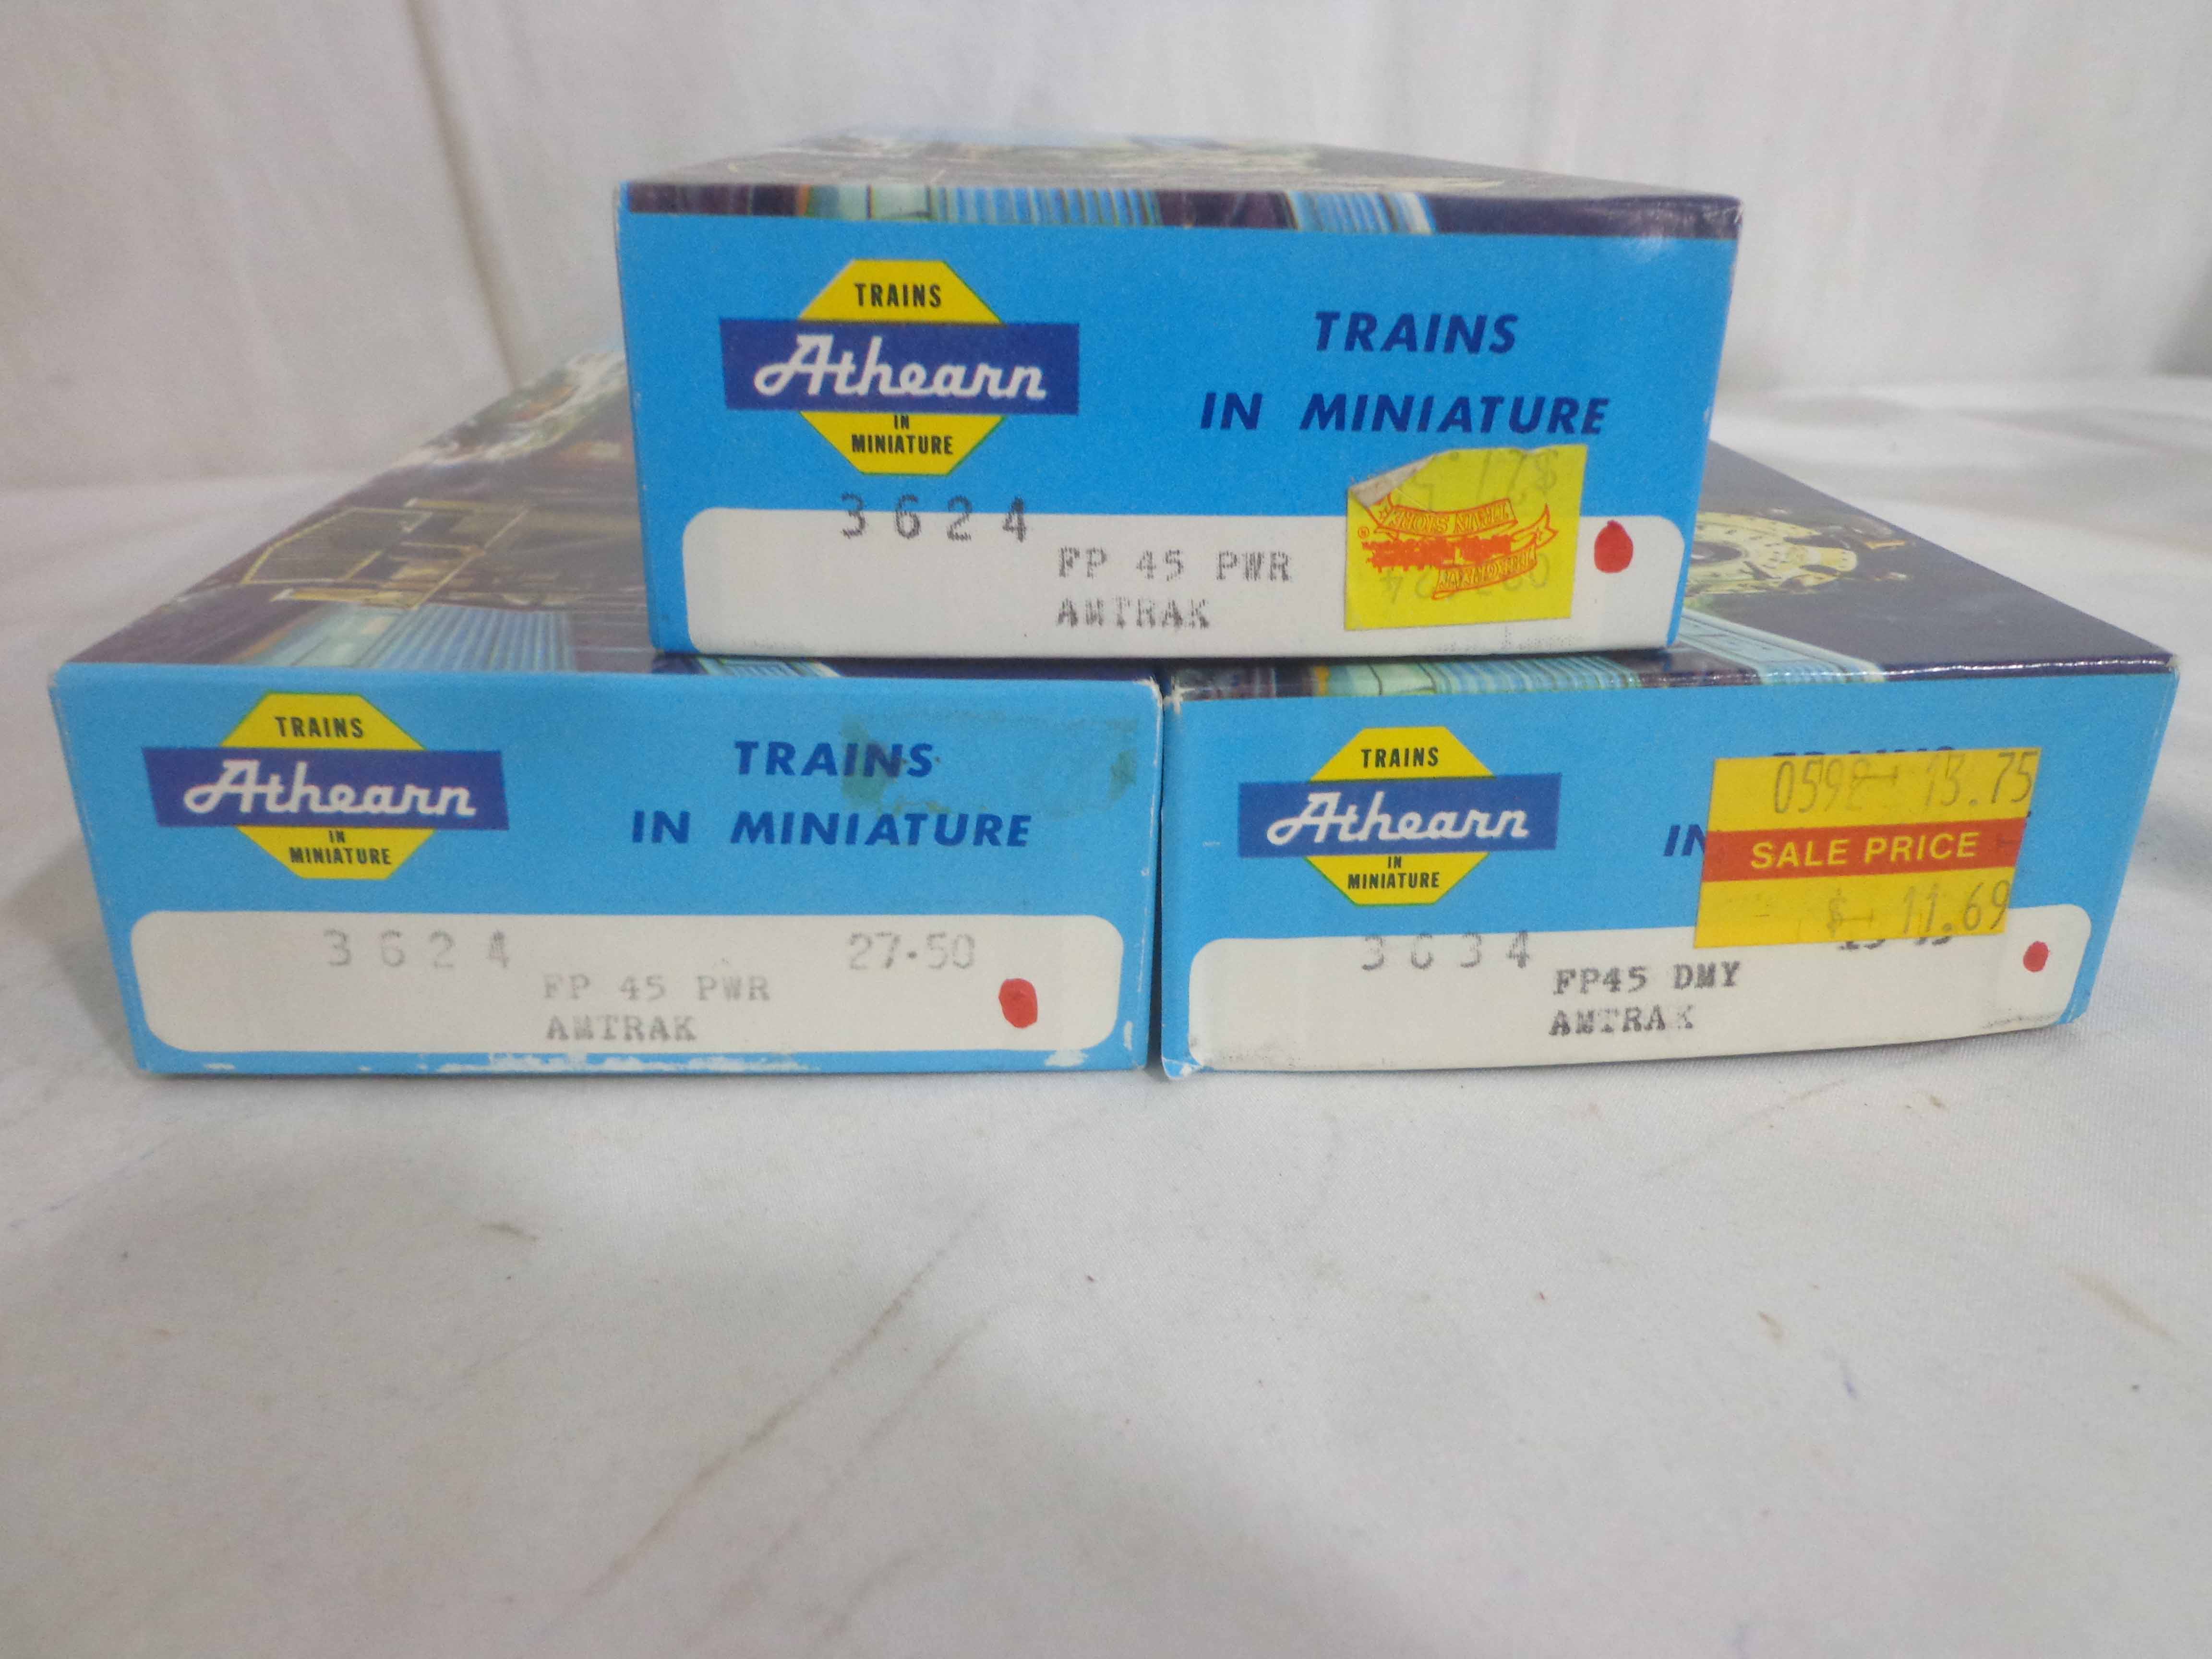 TRAINS
Athearn
IN
MINIATURE
TRAINS
IN MINIATURE
3624
FP 45 PWR
AMTRAK
TRAINS
Athearn
IN
MINIATURE
TRAINS
IN MINIATURE
3624
27.50
FP 45 PWR
AMTRAK
TRAINS
Athearn
IN
MINIATURE
IN
13.75
SALE PRICE
$ 11.69
3634
FP45 DMY
AMTRAK